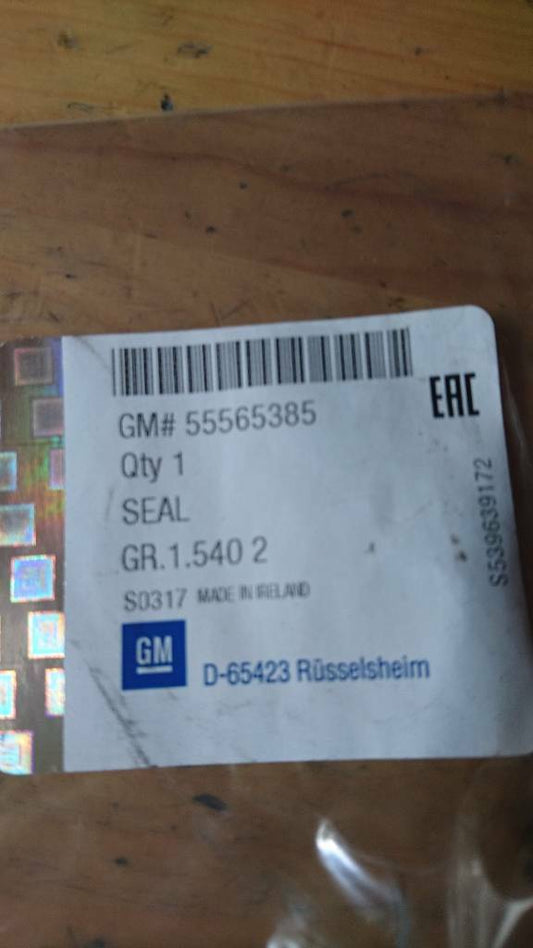 GM# 55565385
EAC
Qty 1
SEAL
GR.1.540 2
S0317 MADE IN IRELAND
GM
D-65423 Rüsselsheim
S539639172